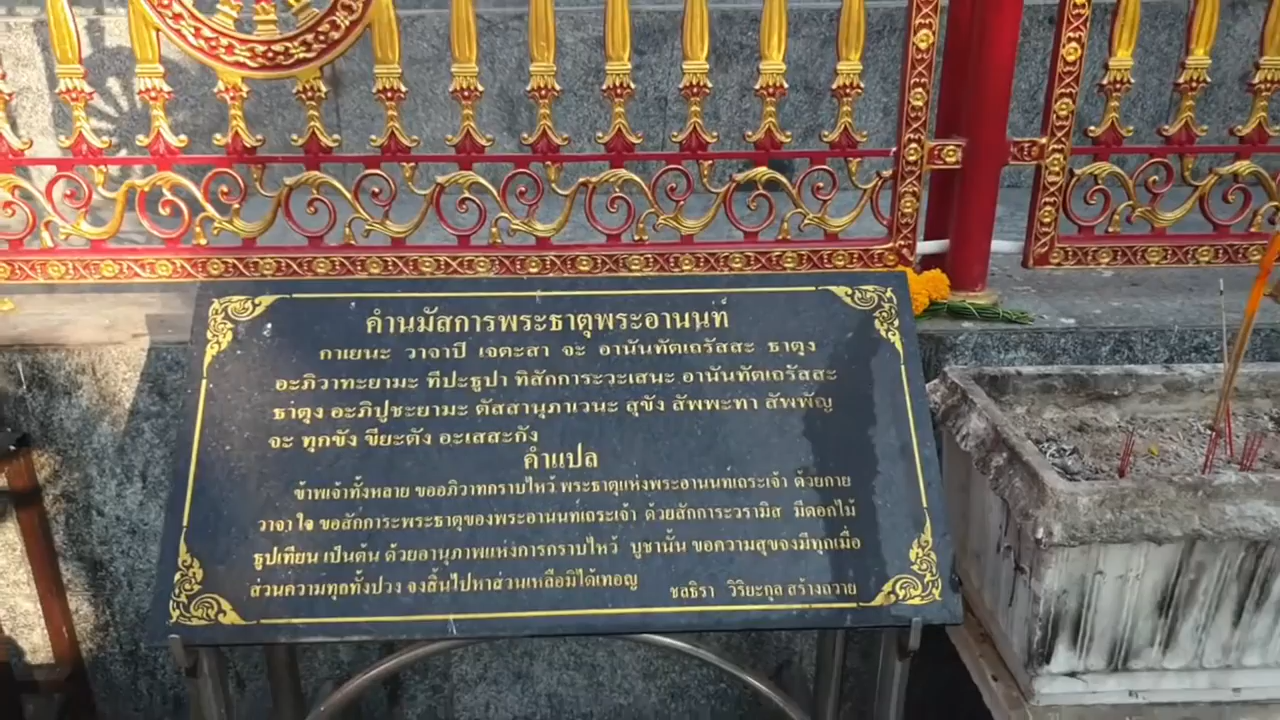 คำนมัสการพระธาตุพระอานนท์
กาเยนะ วาจาปิ เจตะสา จะ อานันทัตเถรัสสะ ธาตุง
อะภิวาทะยามะ ทีปะธูปา ทิสักการะวะเสนะ อานันทัตเถรัสสะ
ธาตุง อะภิปูชะยามะ ตัสสานุภาเวนะ สุขัง สัพพะทา สัพพัญ
จะ ทุกขัง ขียะตัง อะเสสะกัง
คำแปล
ข้าพเจ้าทั้งหลาย ขออภิวาทกราบไหว้ พระธาตุแห่งพระอานนท์เถระเจ้า ด้วยกาย
วาจา ใจ ขอสักการะพระธาตุของพระอานนท์เถระเจ้า ด้วยสักการะวรามิส มีดอกไม้
ธูปเทียน เป็นต้น ด้วยอานุภาพแห่งการกราบไหว้ บูชานั้น ขอความสุขจงมีทุกเมื่อ
ส่วนความทุกทั้งปวง จงสิ้นไปหาส่วนเหลือมิได้เทอญ
ชลธิรา วิริยะกุล สร้างถวาย